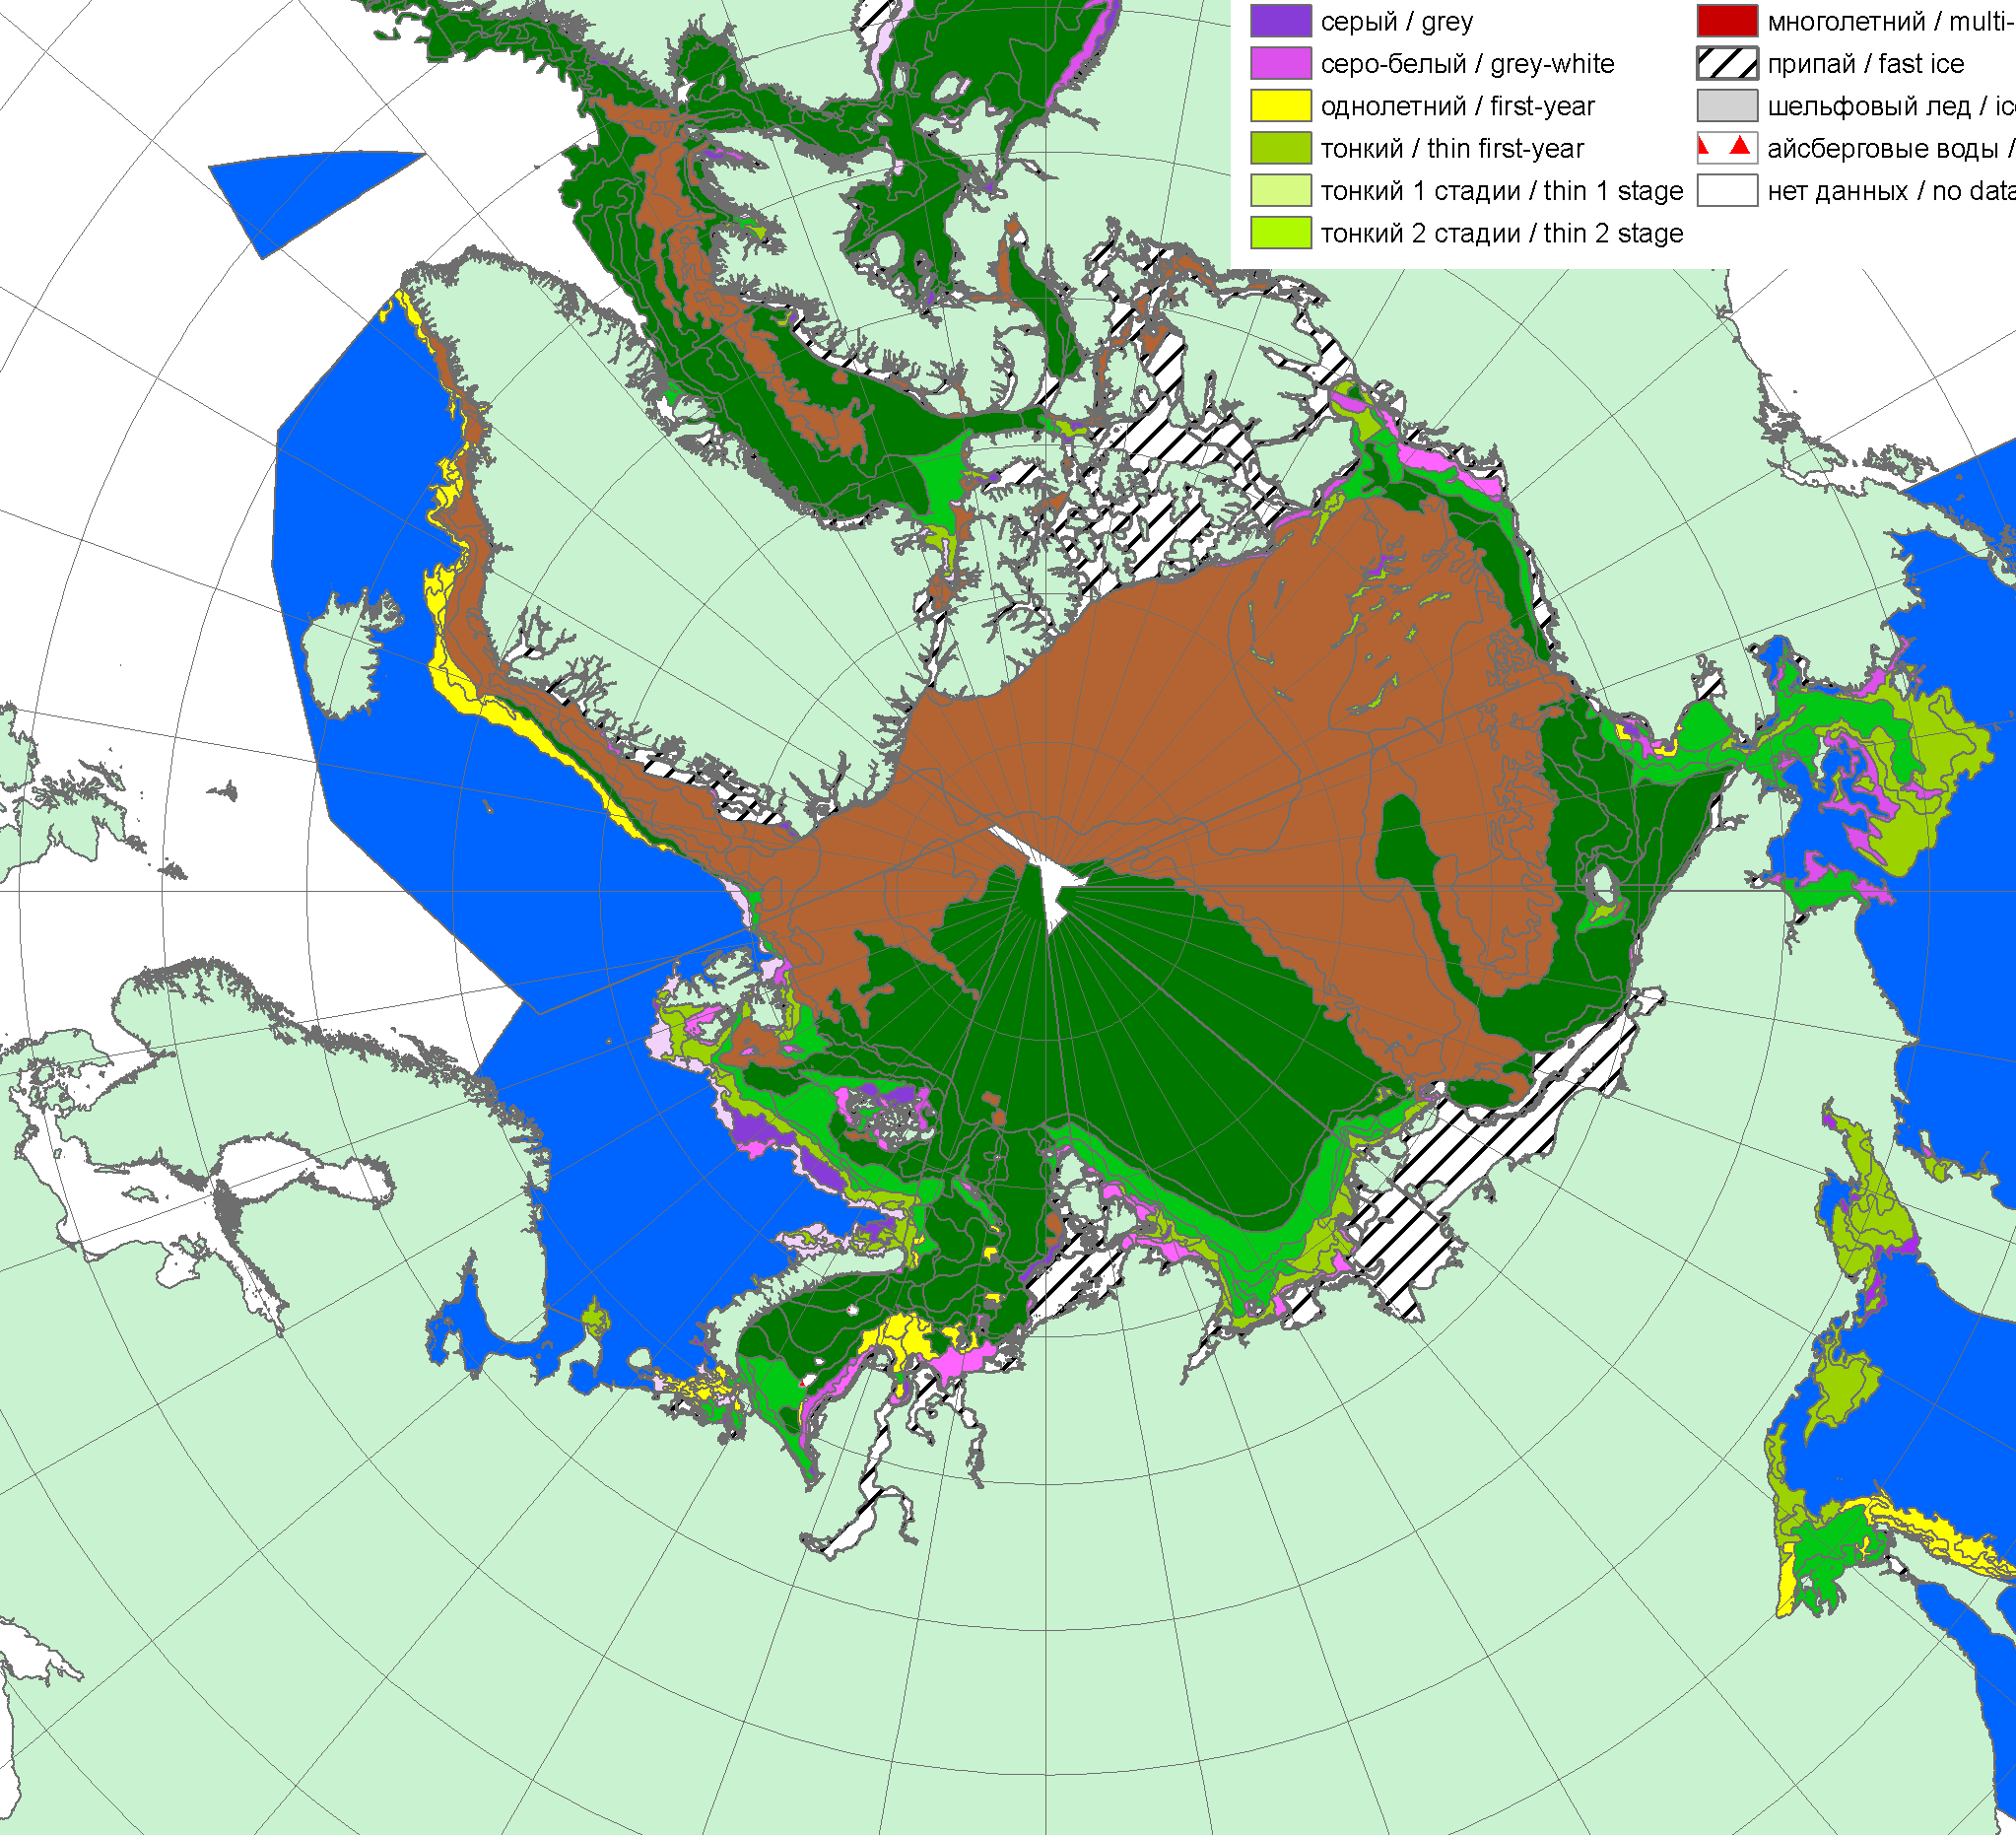 серый / grey
серо-белый / grey-white
однолетний / first-year
тонкий / thin first-year
тонкий 1 стадии / thin 1 stage
тонкий 2 стадии / thin 2 stage
многолетний / multi-
припай / fast ice
шельфовый лед / ic
айсберговые воды /
нет данных / no data